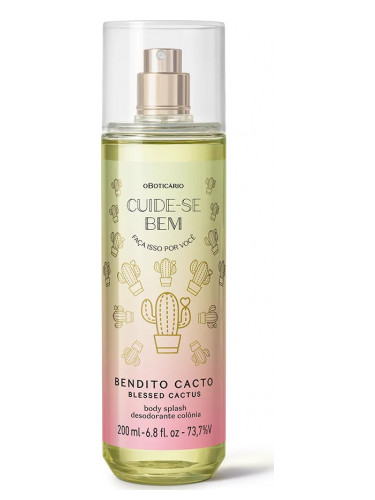 oBOTICÁRIO
CUIDE-SE
BEM
FAÇA ISSO POR VOCÊ
BENDITO CACTO
BLESSED CACTUS
body splash
desodorante colônia
200 ml - 6.8 fl. oz - 73,7%V